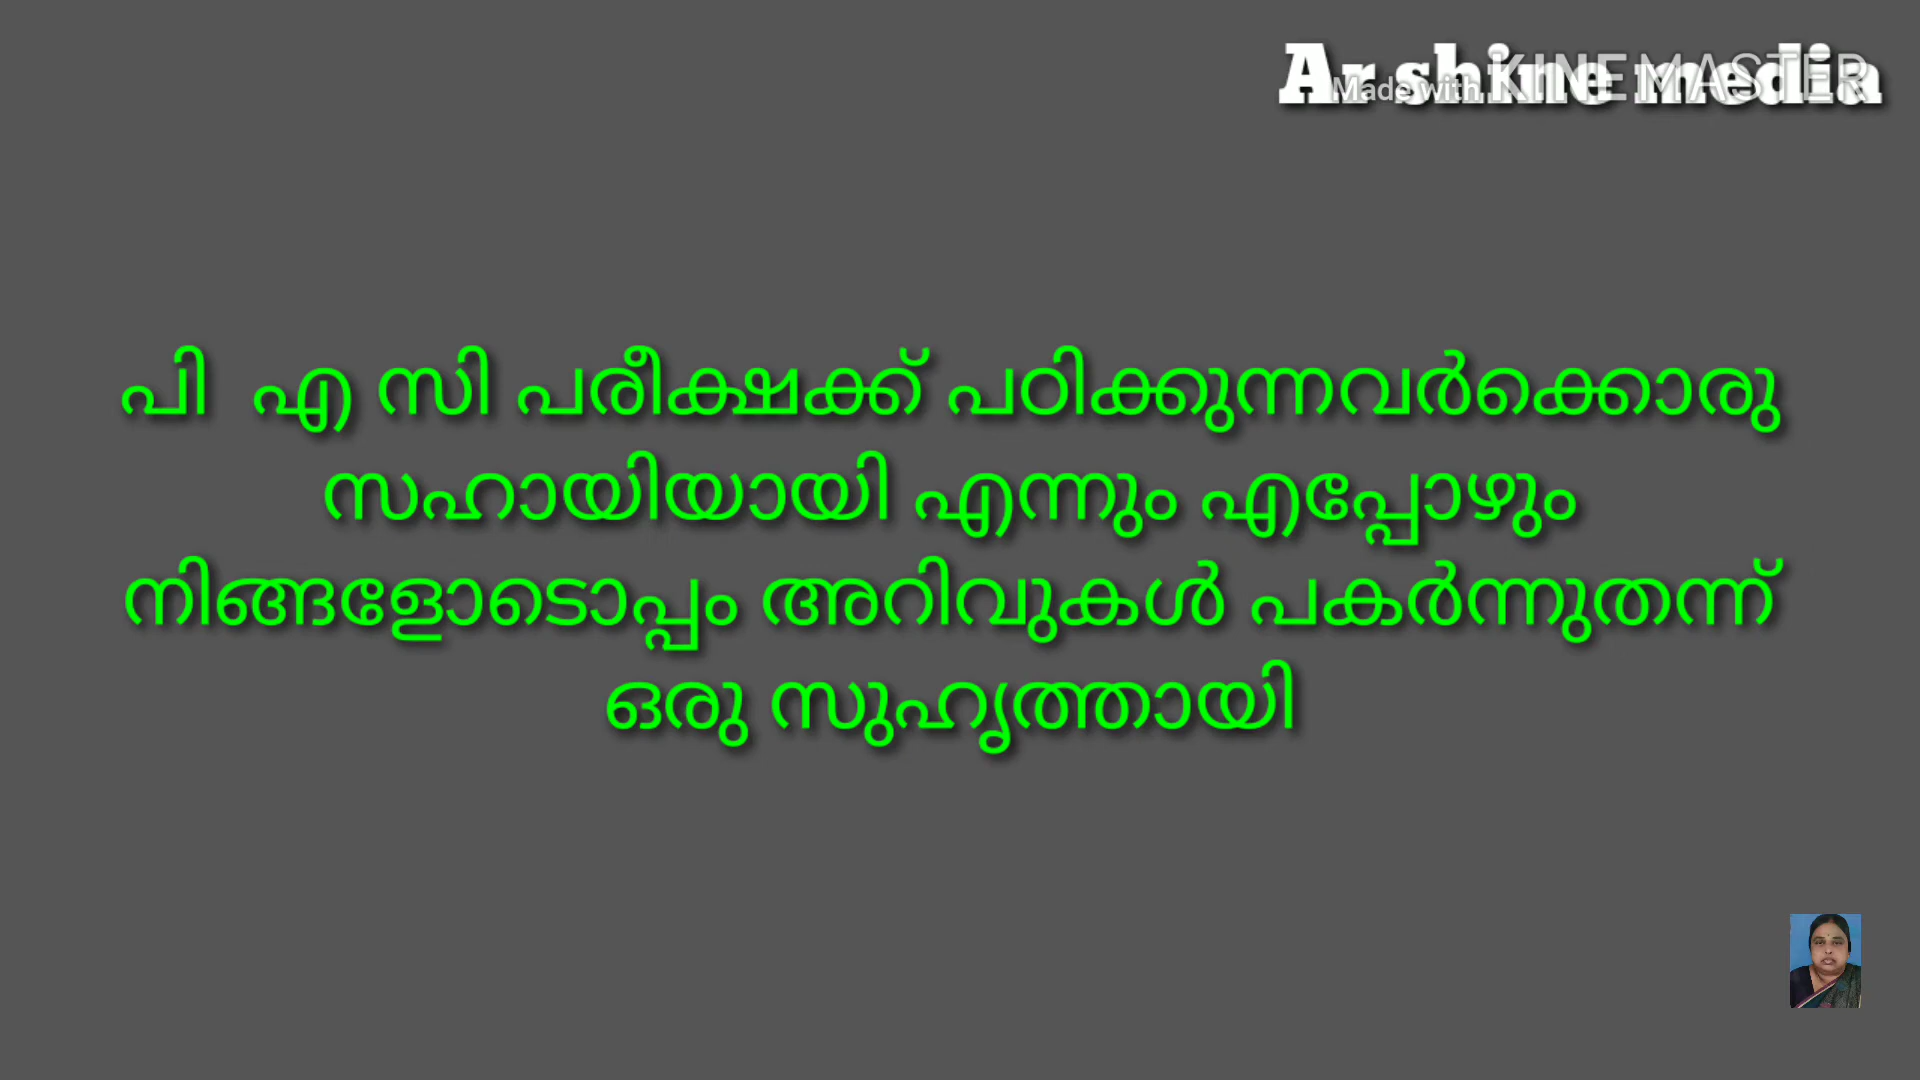 Ar shine media
Made with KINEMASTER
പി എ സി പരീക്ഷക്ക് പഠിക്കുന്നവർക്കൊരു
സഹായിയായി എന്നും എപ്പോഴും
നിങ്ങളോടൊപ്പം അറിവുകൾ പകർന്നുതന്ന്
ഒരു സുഹൃത്തായി